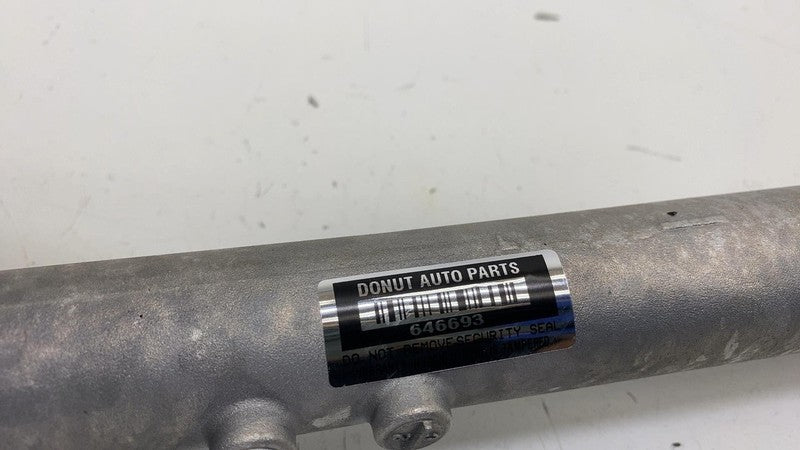 DONUT AUTO PARTS
646693
DO NOT REMOVE SECURITY SEAL